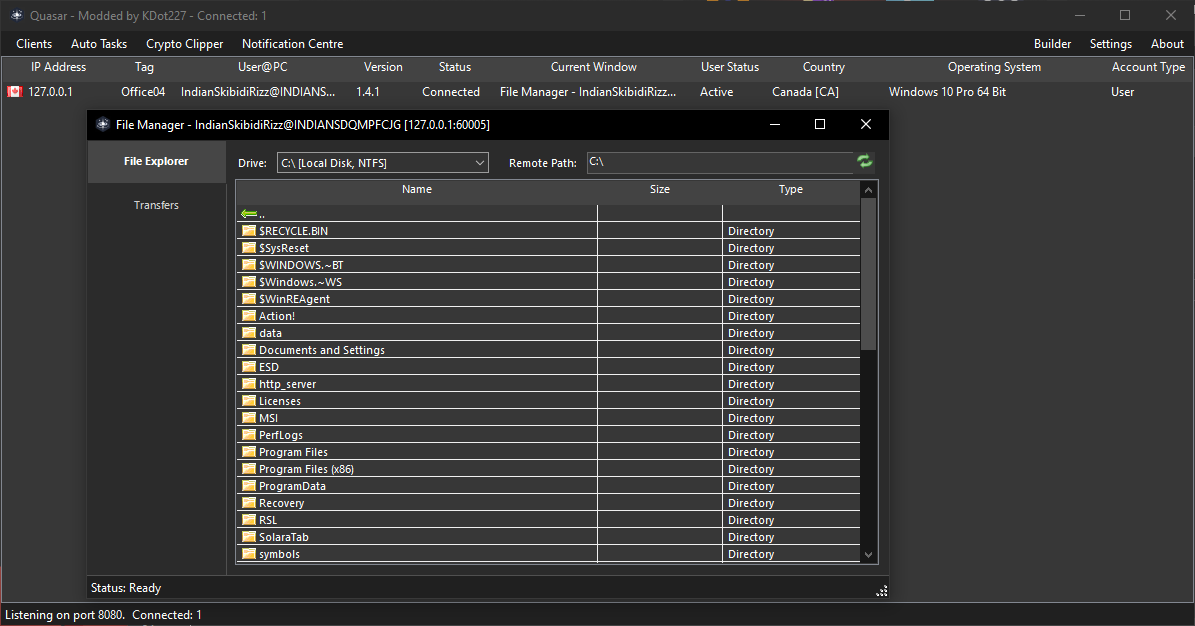 Quasar - Modded by KDot227 - Connected: 1
Clients Auto Tasks Crypto Clipper Notification Centre Builder Settings About
IP Address Tag User@PC Version Status Current Window User Status Country Operating System Account Type
127.0.0.1 Office04 IndianSkibidiRizz@INDIANS... 1.4.1 Connected File Manager - IndianSkibidiRizz... Active Canada [CA] Windows 10 Pro 64 Bit User
File Manager - IndianSkibidiRizz@INDIANSDQMPFCJG [127.0.0.1:60005]
File Explorer Drive: C:\ [Local Disk, NTFS] Remote Path: C:\
Transfers
Name Size Type
..
$RECYCLE.BIN Directory
$SysReset Directory
$WINDOWS.~BT Directory
$Windows.~WS Directory
$WinREAgent Directory
Action! Directory
data Directory
Documents and Settings Directory
ESD Directory
http_server Directory
Licenses Directory
MSI Directory
PerfLogs Directory
Program Files Directory
Program Files (x86) Directory
ProgramData Directory
Recovery Directory
RSL Directory
SolaraTab Directory
symbols Directory
Status: Ready
Listening on port 8080. Connected: 1